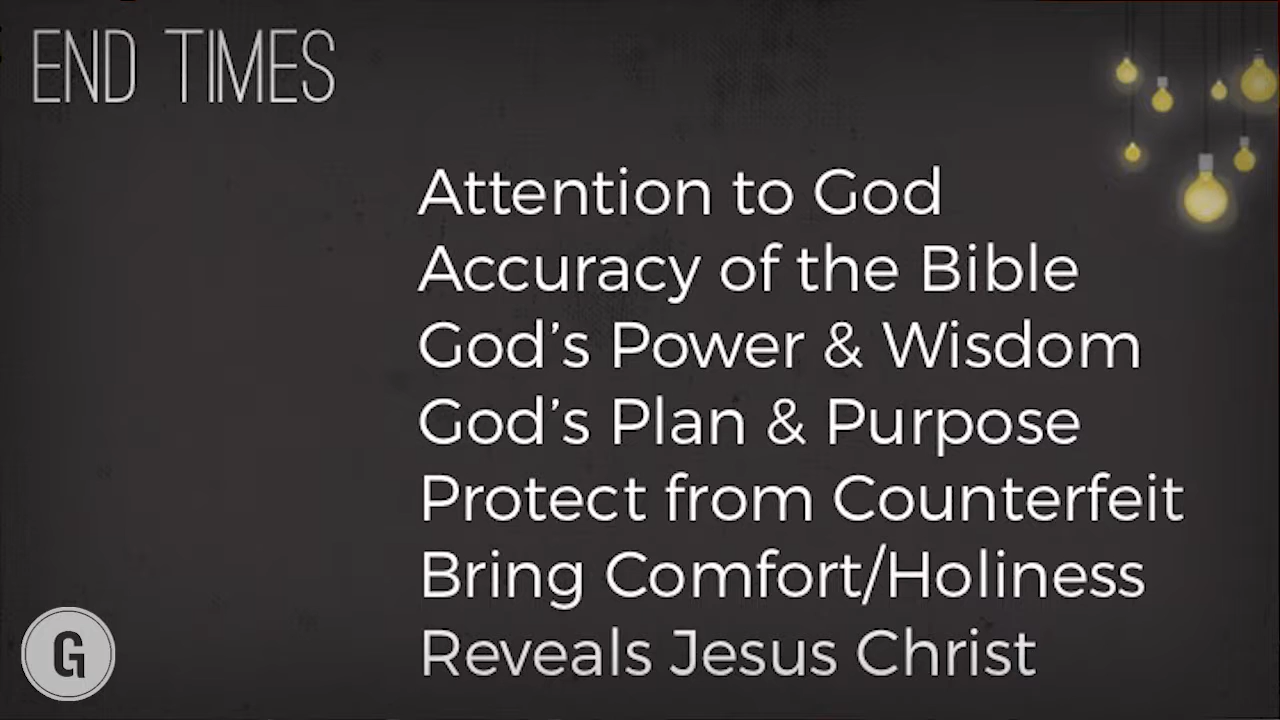 END TIMES
Attention to God
Accuracy of the Bible
God’s Power & Wisdom
God’s Plan & Purpose
Protect from Counterfeit
Bring Comfort/Holiness
Reveals Jesus Christ
G